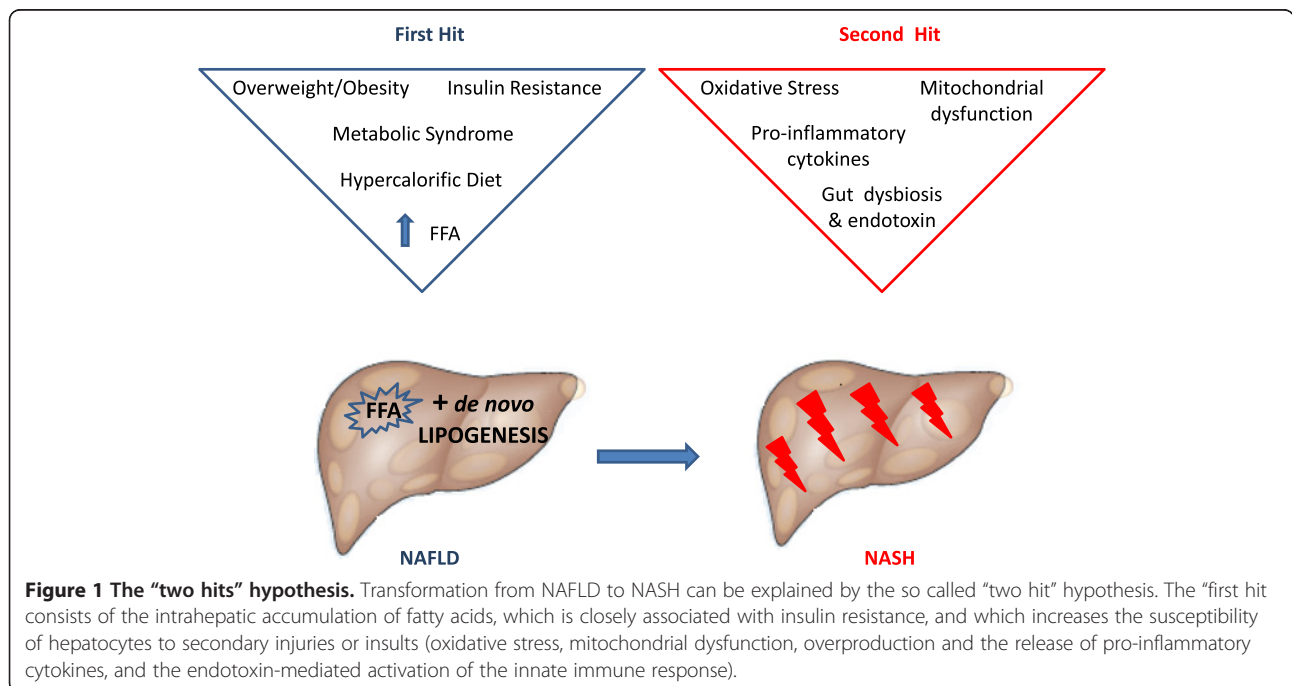 First Hit
Second Hit
Overweight/Obesity
Insulin Resistance
Metabolic Syndrome
Hypercalorific Diet
FFA
Oxidative Stress
Mitochondrial
dysfunction
Pro-inflammatory
cytokines
Gut dysbiosis
& endotoxin
FFA
+ de novo
LIPOGENESIS
NAFLD
NASH
Figure 1 The “two hits” hypothesis. Transformation from NAFLD to NASH can be explained by the so called “two hit” hypothesis. The “first hit
consists of the intrahepatic accumulation of fatty acids, which is closely associated with insulin resistance, and which increases the susceptibility
of hepatocytes to secondary injuries or insults (oxidative stress, mitochondrial dysfunction, overproduction and the release of pro-inflammatory
cytokines, and the endotoxin-mediated activation of the innate immune response).